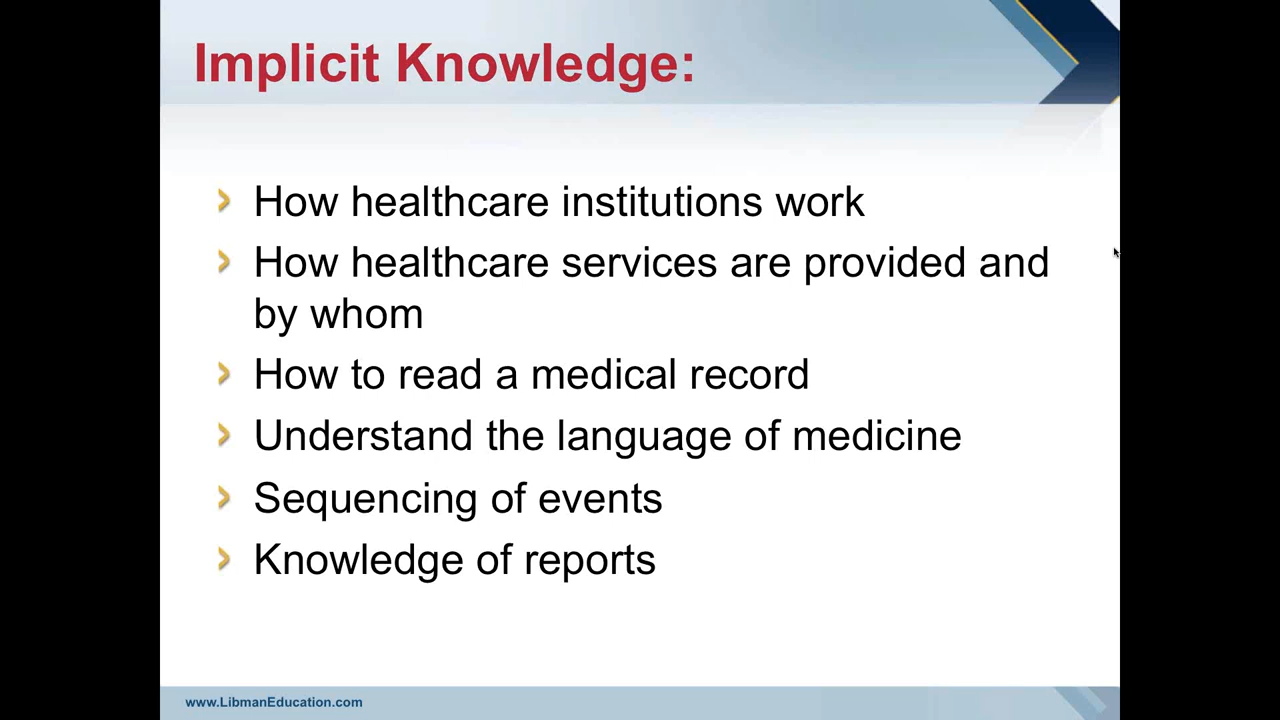 Implicit Knowledge:
How healthcare institutions work
How healthcare services are provided and
by whom
How to read a medical record
Understand the language of medicine
Sequencing of events
Knowledge of reports
www.LibmanEducation.com